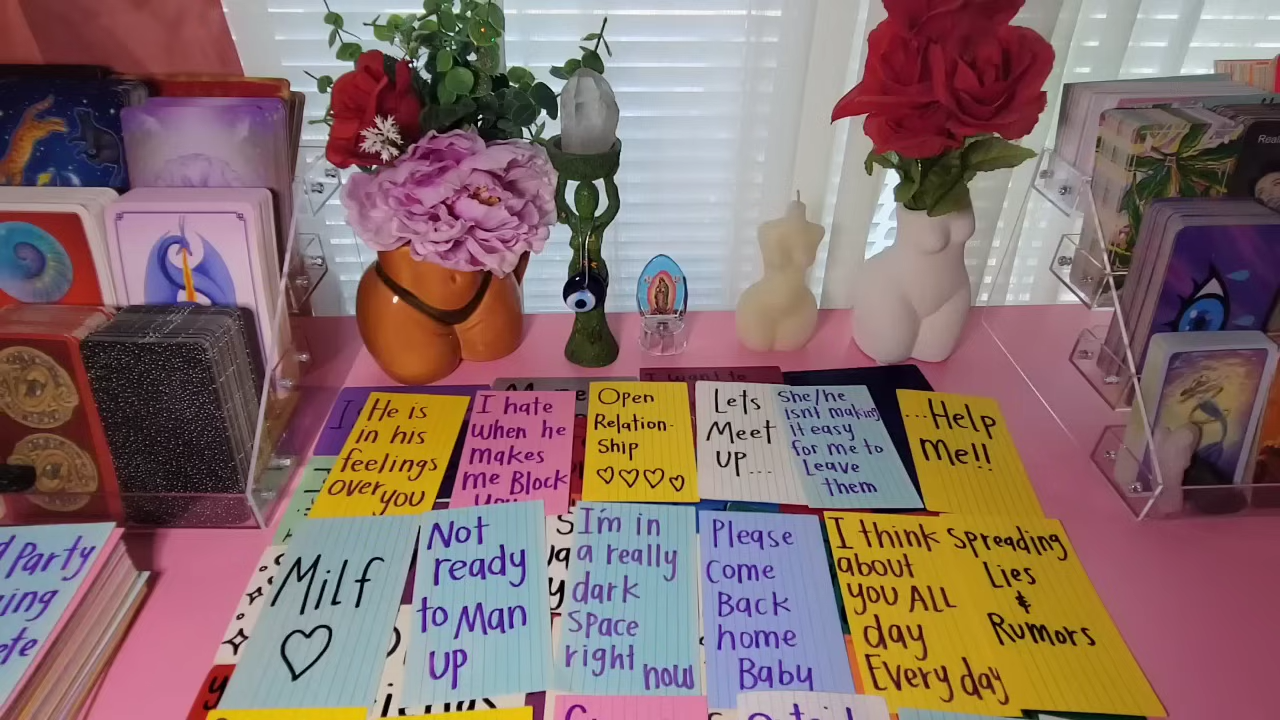 I want to
He is
in his
feelings
over you
I hate
when he
makes
me Block
you
Open
Relation-
Ship
Lets
Meet
up...
She/he
isnt making
it easy
for me to
Leave
them
...Help
Me!!
Milf
Not
ready
to Man
up
I'm in
a really
dark
space
right now
Please
Come
Back
home
Baby
I think
about
you ALL
day
Every day
Spreading
Lies
&
Rumors
Party